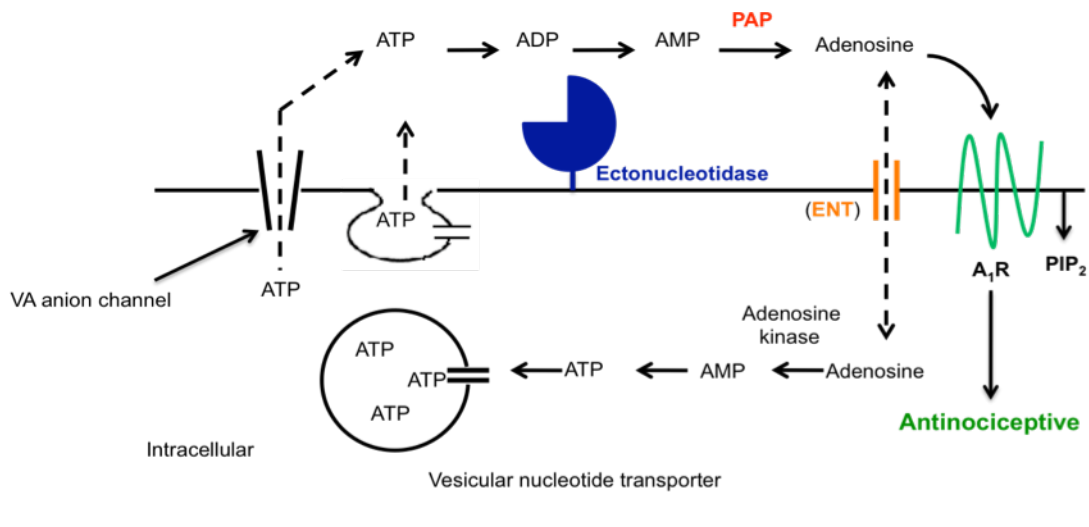 PAP
ATP
ADP
AMP
Adenosine
Ectonucleotidase
ATP
(ENT)
A₁R
PIP₂
VA anion channel
ATP
Adenosine
kinase
ATP
ATP
ATP
ATP
AMP
Adenosine
Antinociceptive
Intracellular
Vesicular nucleotide transporter